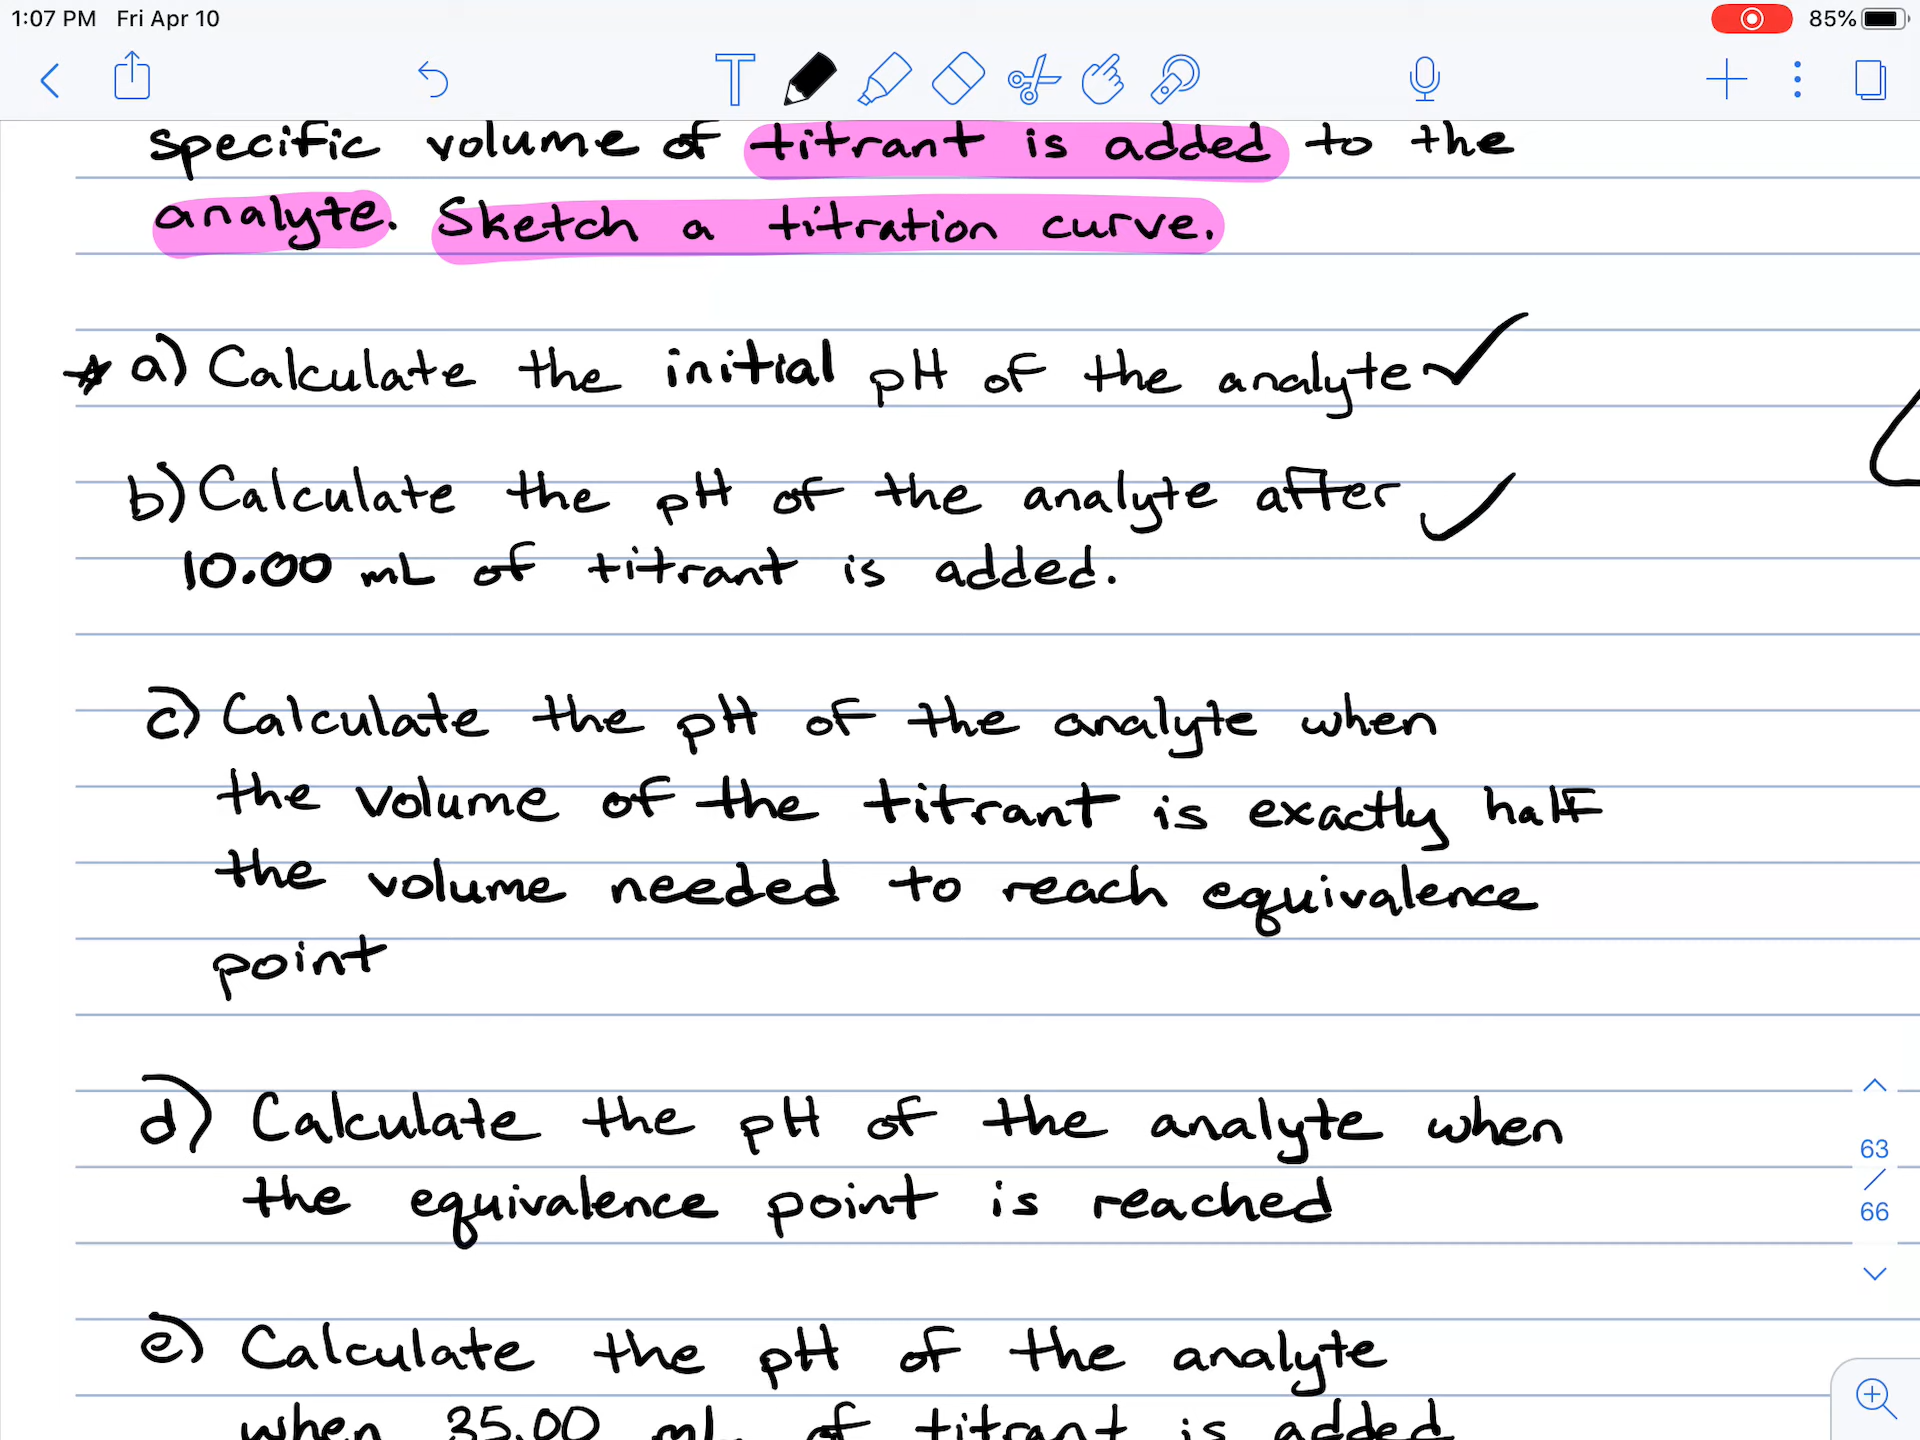 1:07 PM Fri Apr 10
85%
specific volume of titrant is added to the
analyte. Sketch a titration curve.
a) Calculate the initial pH of the analyte
b) Calculate the pH of the analyte after
10.00 mL of titrant is added.
c) Calculate the pH of the analyte when
the volume of the titrant is exactly half
the volume needed to reach equivalence
point
d) Calculate the pH of the analyte when
the equivalence point is reached
63
/
66
e) Calculate the pH of the analyte
when 35.00 mL of titrant is added